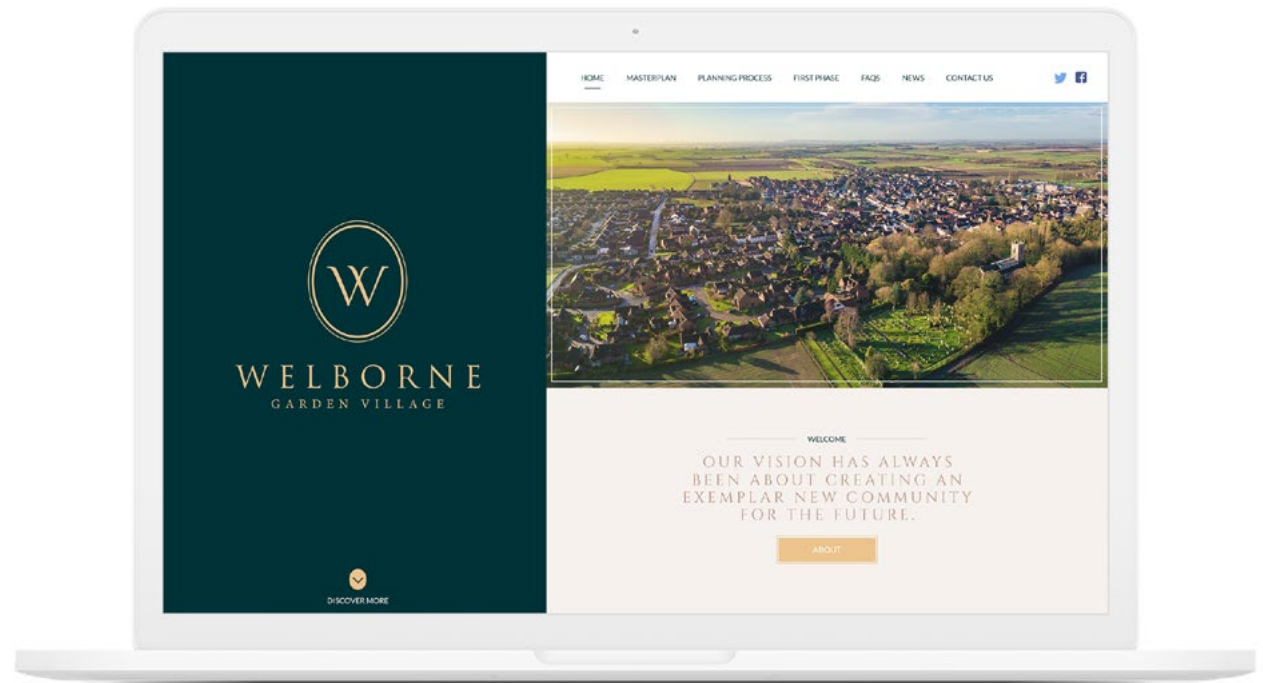 HOME MASTERPLAN PLANNING PROCESS FIRST PHASE FAQS NEWS CONTACT US
W
WELBORNE
GARDEN VILLAGE
DISCOVER MORE
WELCOME
OUR VISION HAS ALWAYS
BEEN ABOUT CREATING AN
EXEMPLAR NEW COMMUNITY
FOR THE FUTURE.
ABOUT